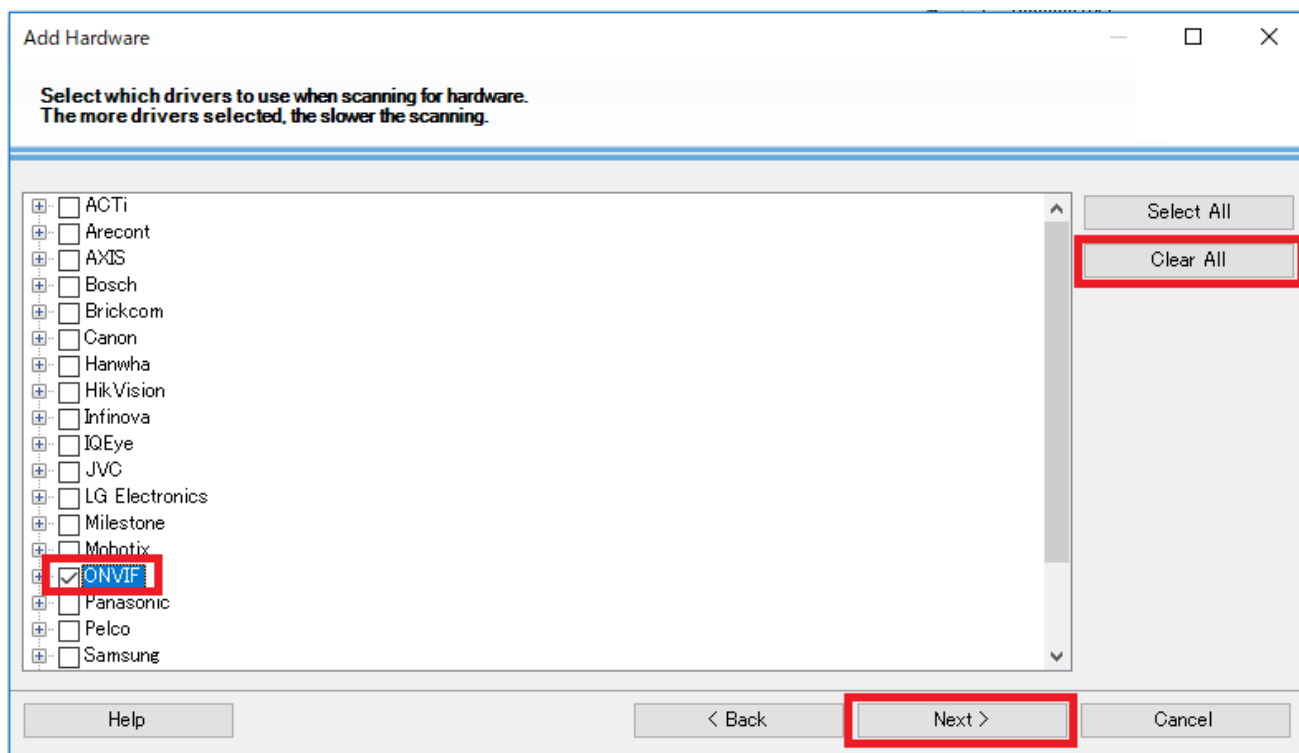 Add Hardware
Select which drivers to use when scanning for hardware.
The more drivers selected, the slower the scanning.
ACTi
Arecont
AXIS
Bosch
Brickcom
Canon
Hanwha
HikVision
Infinova
IQEye
JVC
LG Electronics
Milestone
Mobotix
ONVIF
Panasonic
Pelco
Samsung
Select All
Clear All
Help
< Back
Next >
Cancel